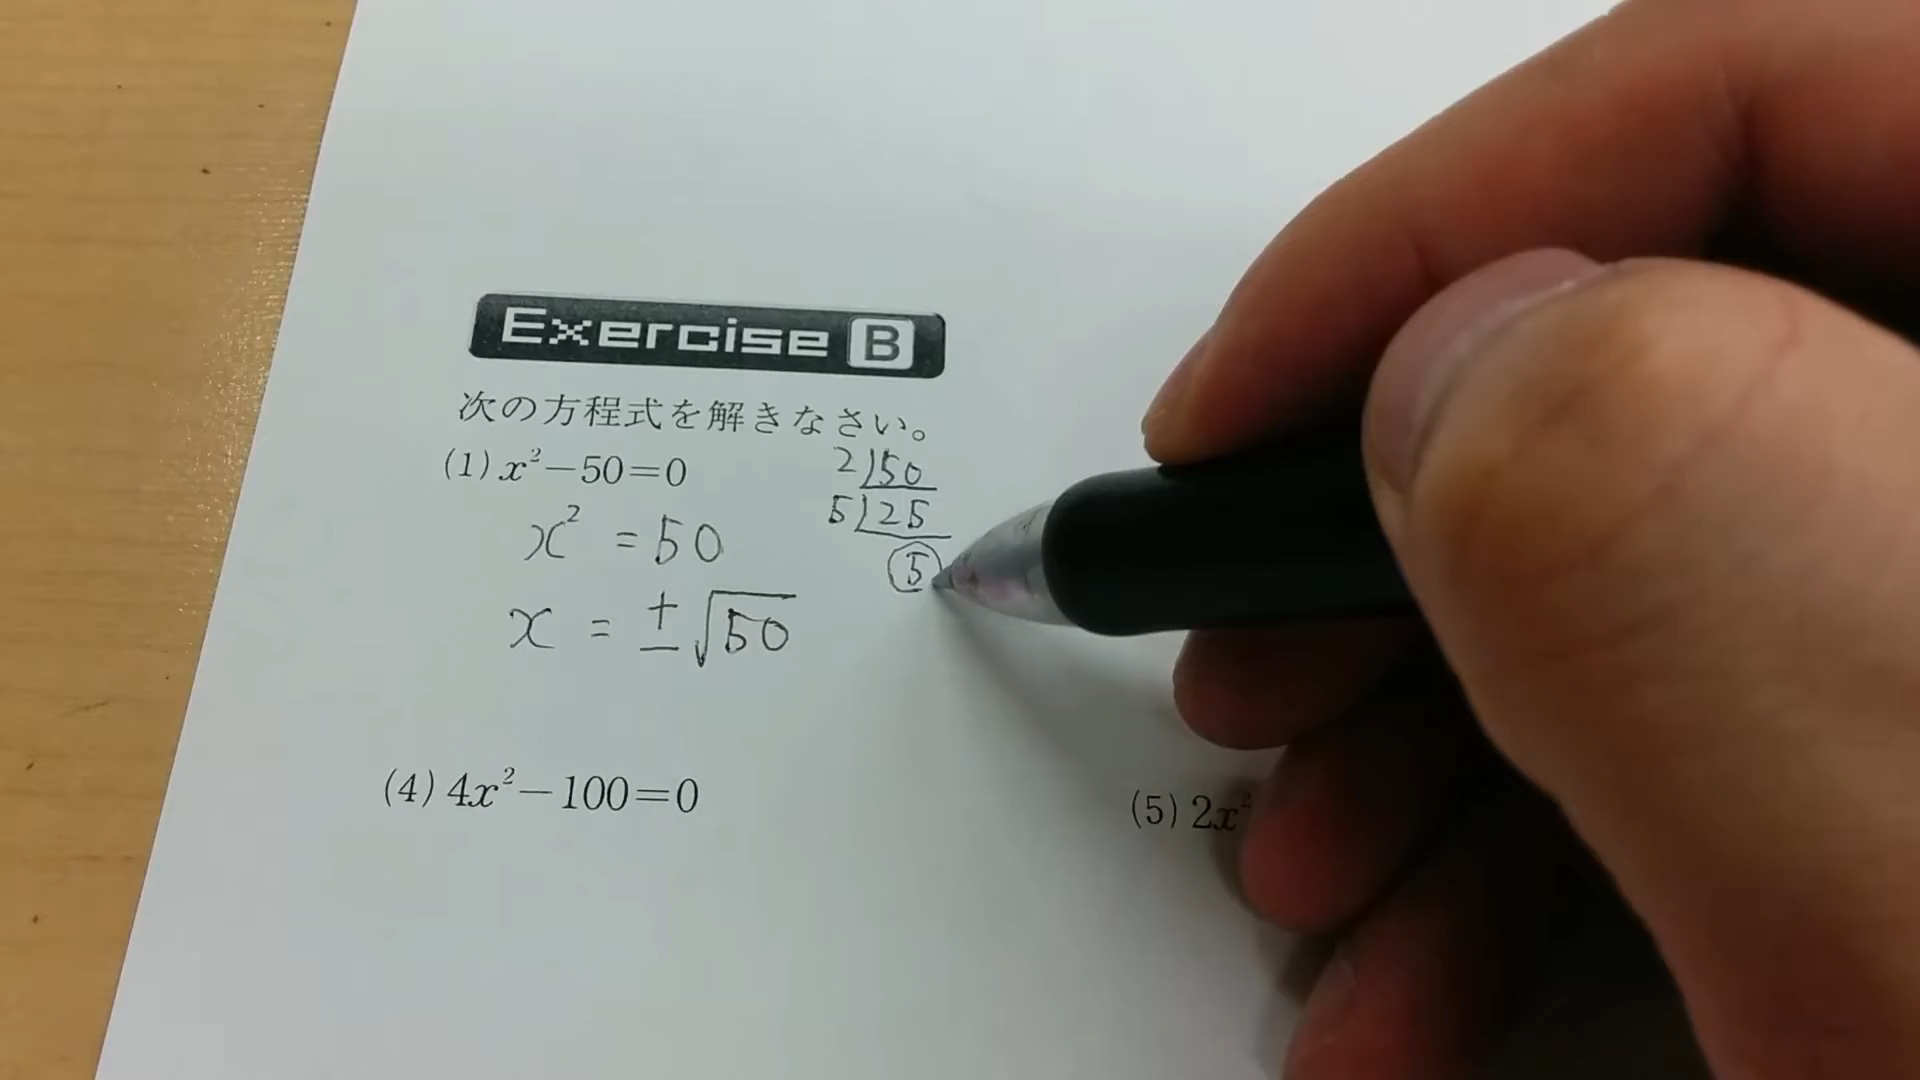 Exercise B
次の方程式を解きなさい。
(1) x²−50=0
2)50
5)25
5
x² = 50
x = ±√50
(4) 4x²−100=0
(5) 2x²